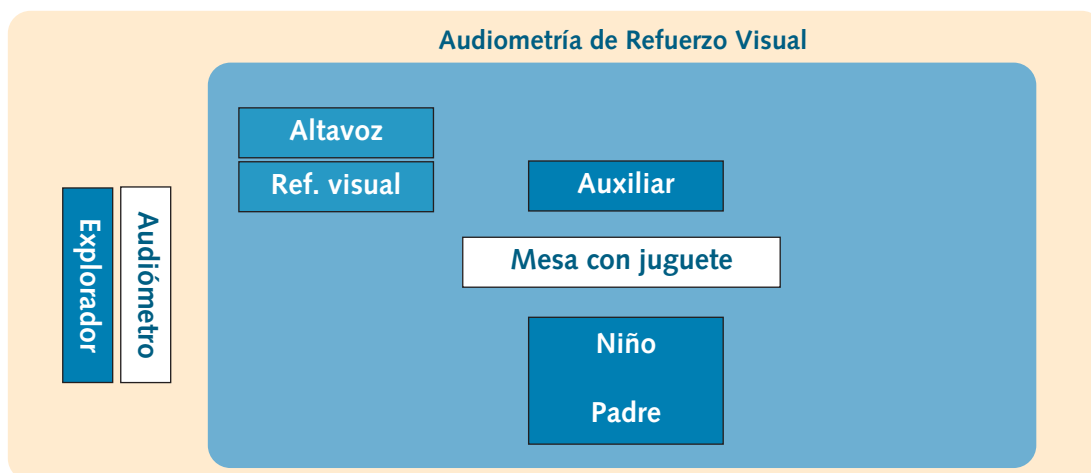 Audiometría de Refuerzo Visual
Altavoz
Ref. visual
Auxiliar
Explorador
Audiómetro
Mesa con juguete
Niño
Padre